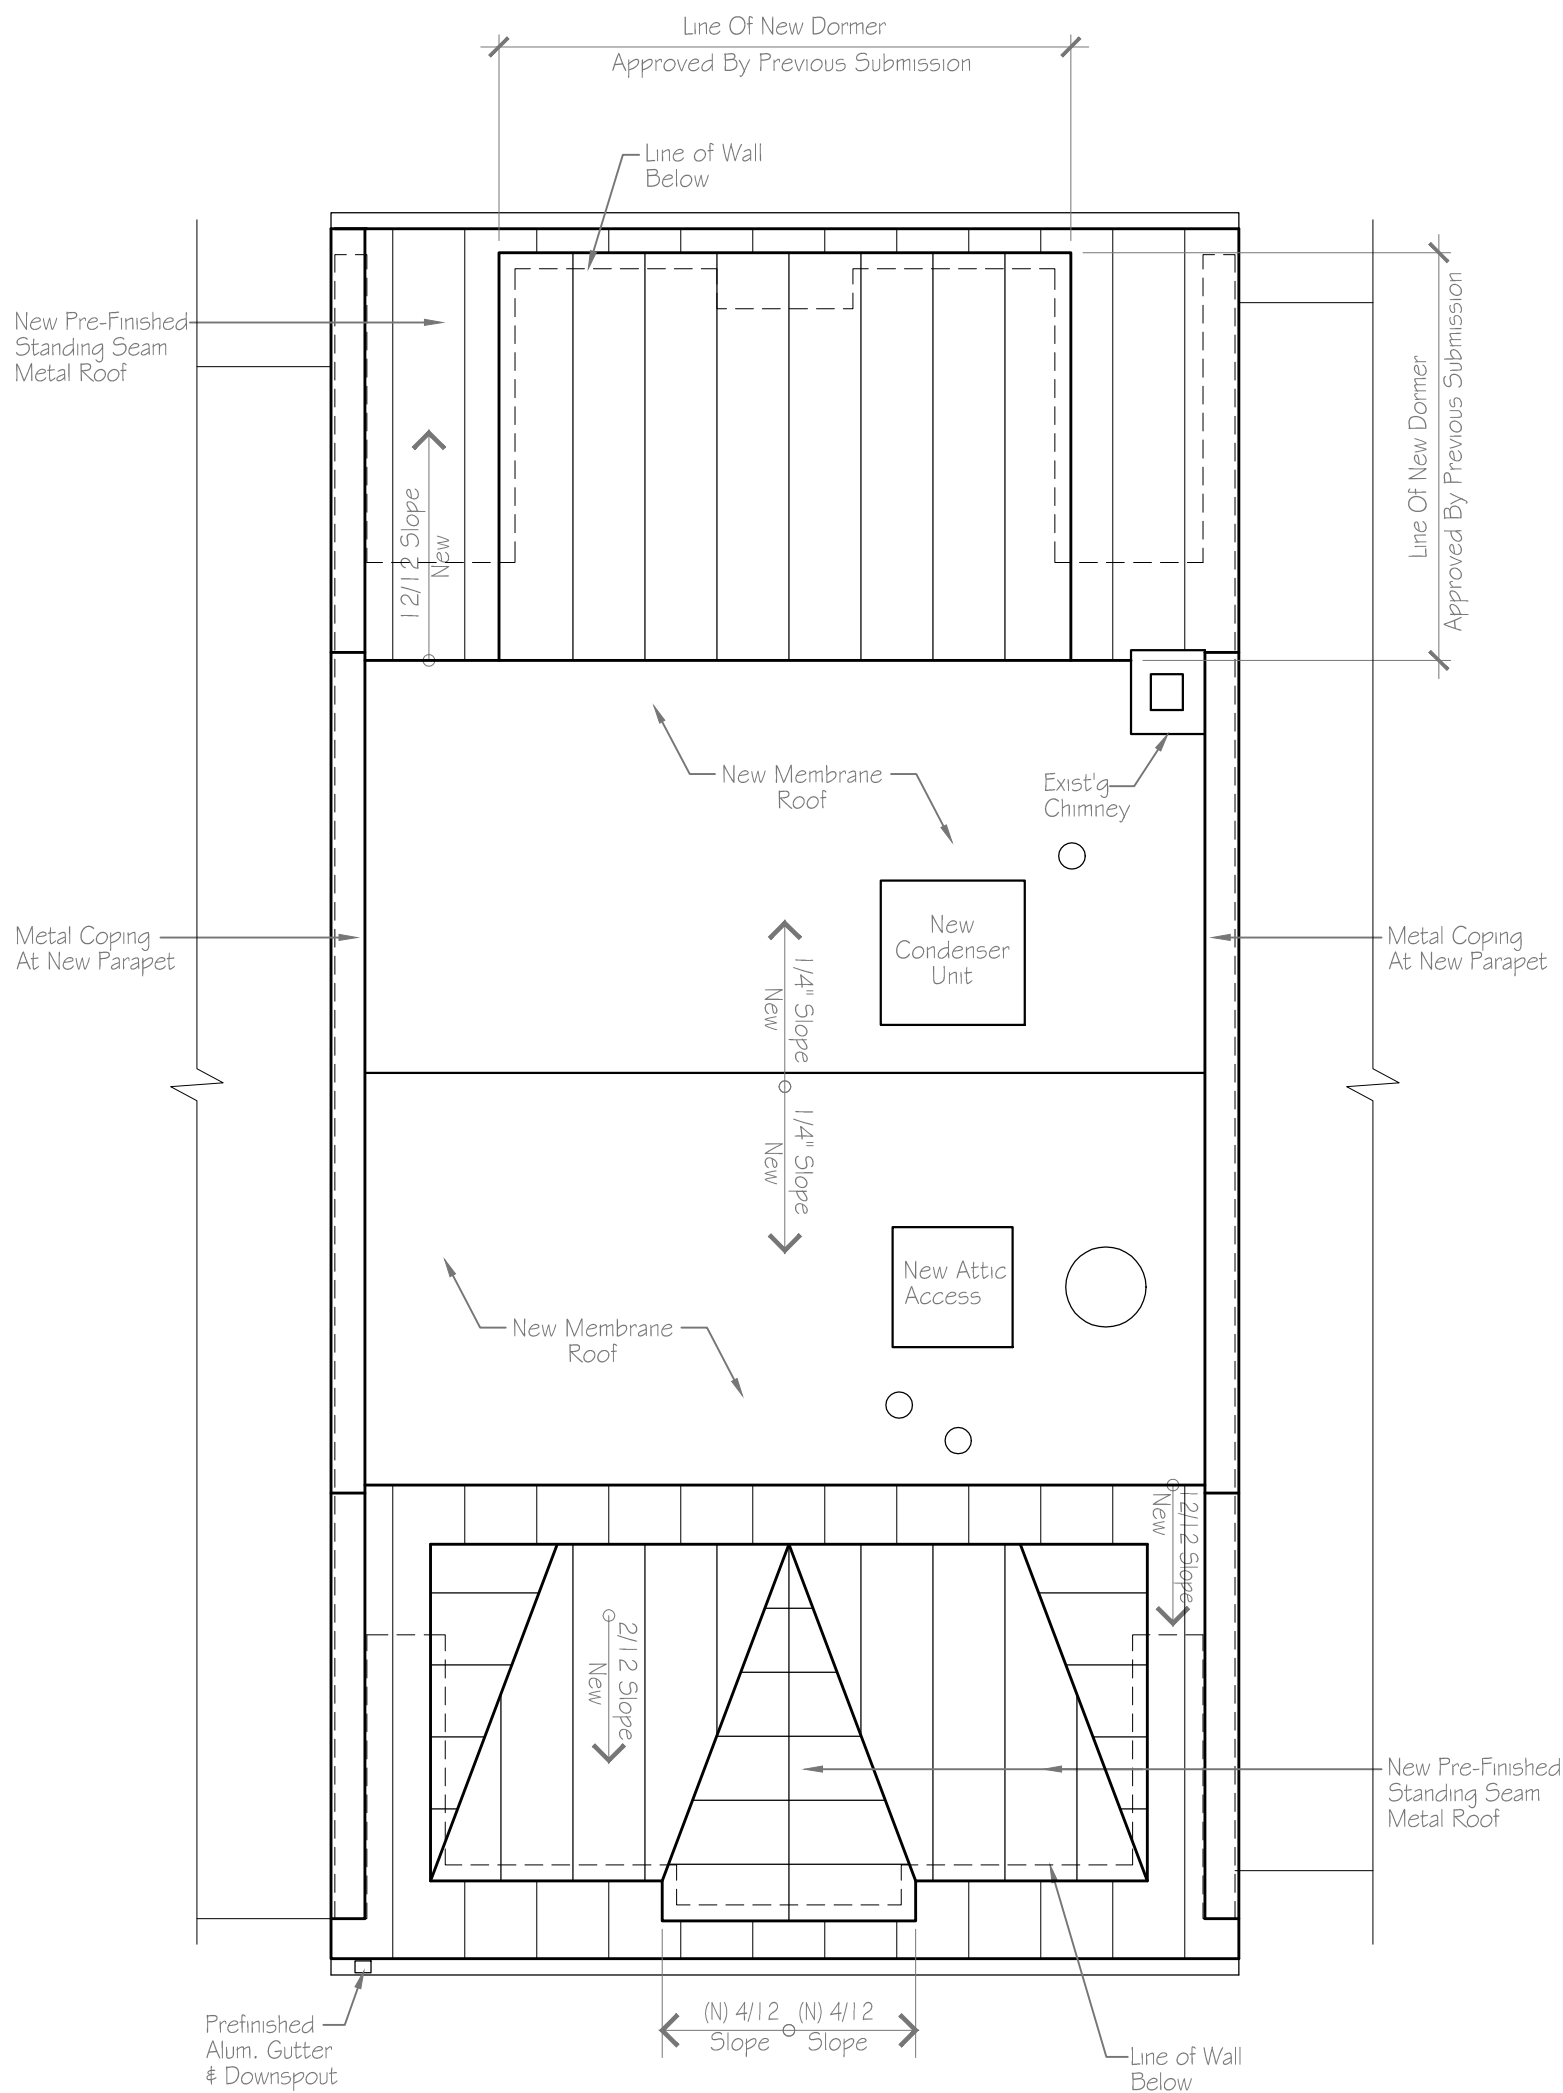 Line Of New Dormer
Approved By Previous Submission
Line of Wall
Below
New Pre-Finished
Standing Seam
Metal Roof
Line Of New Dormer
Approved By Previous Submission
12/12 Slope
New
New Membrane
Roof
Exist'g
Chimney
Metal Coping
At New Parapet
New
Condenser
Unit
Metal Coping
At New Parapet
1/4" Slope
New
1/4" Slope
New
New Attic
Access
New Membrane
Roof
12/12 Slope
New
2/12 Slope
New
New Pre-Finished
Standing Seam
Metal Roof
(N) 4/12
Slope
(N) 4/12
Slope
Prefinished
Alum. Gutter
& Downspout
Line of Wall
Below